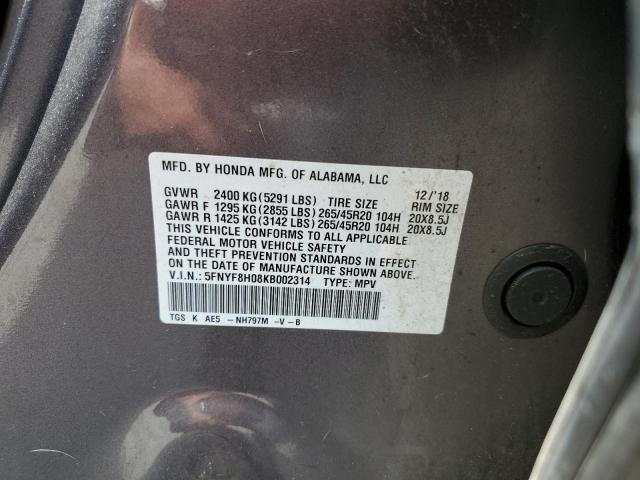 MFD. BY HONDA MFG. OF ALABAMA, LLC
GVWR 2400 KG(5291 LBS) TIRE SIZE 12/'18 RIM SIZE
GAWR F 1295 KG(2855 LBS)265/45R20 104H 20X8.5J
GAWR R 1425 KG(3142 LBS)265/45R20 104H 20X8.5J
THIS VEHICLE CONFORMS TO ALL APPLICABLE
FEDERAL MOTOR VEHICLE SAFETY
AND THEFT PREVENTION STANDARDS IN EFFECT
ON THE DATE OF MANUFACTURE SHOWN ABOVE.
V.I.N.: 5FNYF8H08KB002314 TYPE: MPV
TGS K AE5 -NH797M -V-B